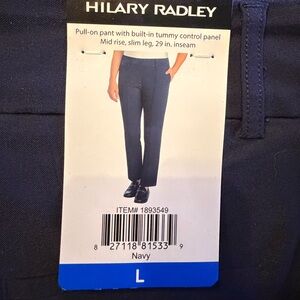 HILARY RADLEY
Pull-on pant with built-in tummy control panel
Mid rise, slim leg, 29 in. inseam
ITEM# 1893549
8 27118 81533 9
Navy
L